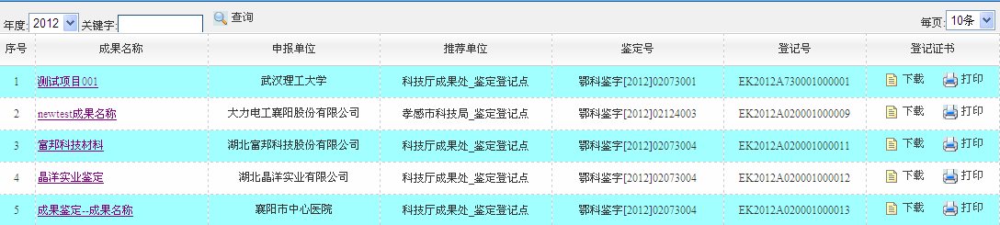 年度: 2012 关键字: 查询 每页: 10条
序号 成果名称 申报单位 推荐单位 鉴定号 登记号 登记证书
1 测试项目001 武汉理工大学 科技厅成果处_鉴定登记点 鄂科鉴字[2012]02073001 EK2012A730001000001 下载 打印
2 newtest成果名称 大力电工襄阳股份有限公司 孝感市科技局_鉴定登记点 鄂科鉴字[2012]02124003 EK2012A020001000009 下载 打印
3 富邦科技材料 湖北富邦科技股份有限公司 科技厅成果处_鉴定登记点 鄂科鉴字[2012]02073004 EK2012A020001000011 下载 打印
4 晶洋实业鉴定 湖北晶洋实业有限公司 科技厅成果处_鉴定登记点 鄂科鉴字[2012]02073004 EK2012A020001000012 下载 打印
5 成果鉴定--成果名称 襄阳市中心医院 科技厅成果处_鉴定登记点 鄂科鉴字[2012]02073004 EK2012A020001000013 下载 打印